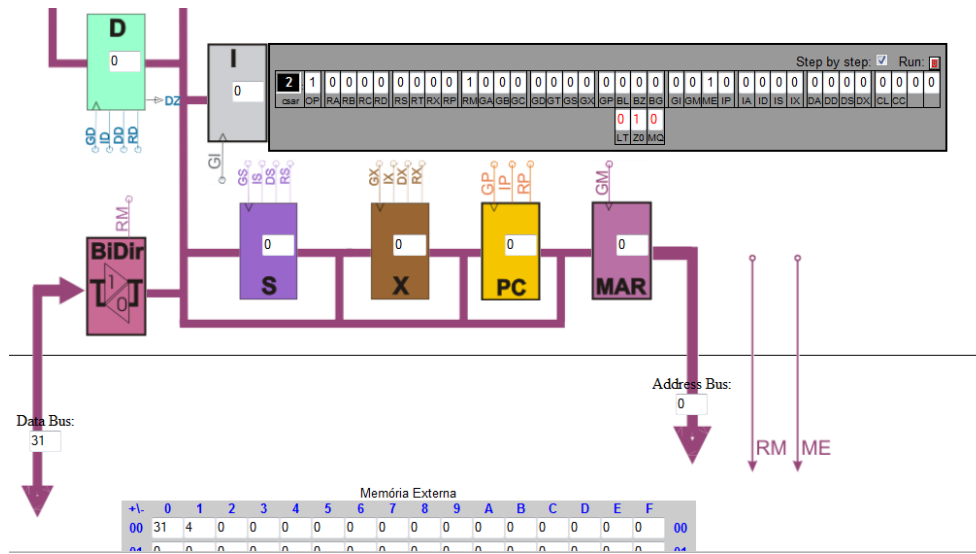 D
0
DZ
GD ID DD RD
I
0
GI
Step by step: Run:
2 1 0 0 0 0 0 0 0 0 1 0 0 0 0 0 0 0 0 0 0 0 0 0 1 0 0 0 0 0 0 0 0 0 0 0 0 0
csar OP RA RB RC RD RS RT RX RP RM GA GB GC GD GT GS GX GP BL BZ BG GI GM ME IP IA ID IS IX DA DD DS DX CL CC
0 1 0
LT Z0 MQ
RM
GS IS DS RS
GX IX DX RX
GP IP RP
GM
BiDir
1
0
0
S
0
X
0
PC
0
MAR
Data Bus:
31
Address Bus:
0
RM ME
Memória Externa
+\- 0 1 2 3 4 5 6 7 8 9 A B C D E F
00 31 4 0 0 0 0 0 0 0 0 0 0 0 0 0 0 00